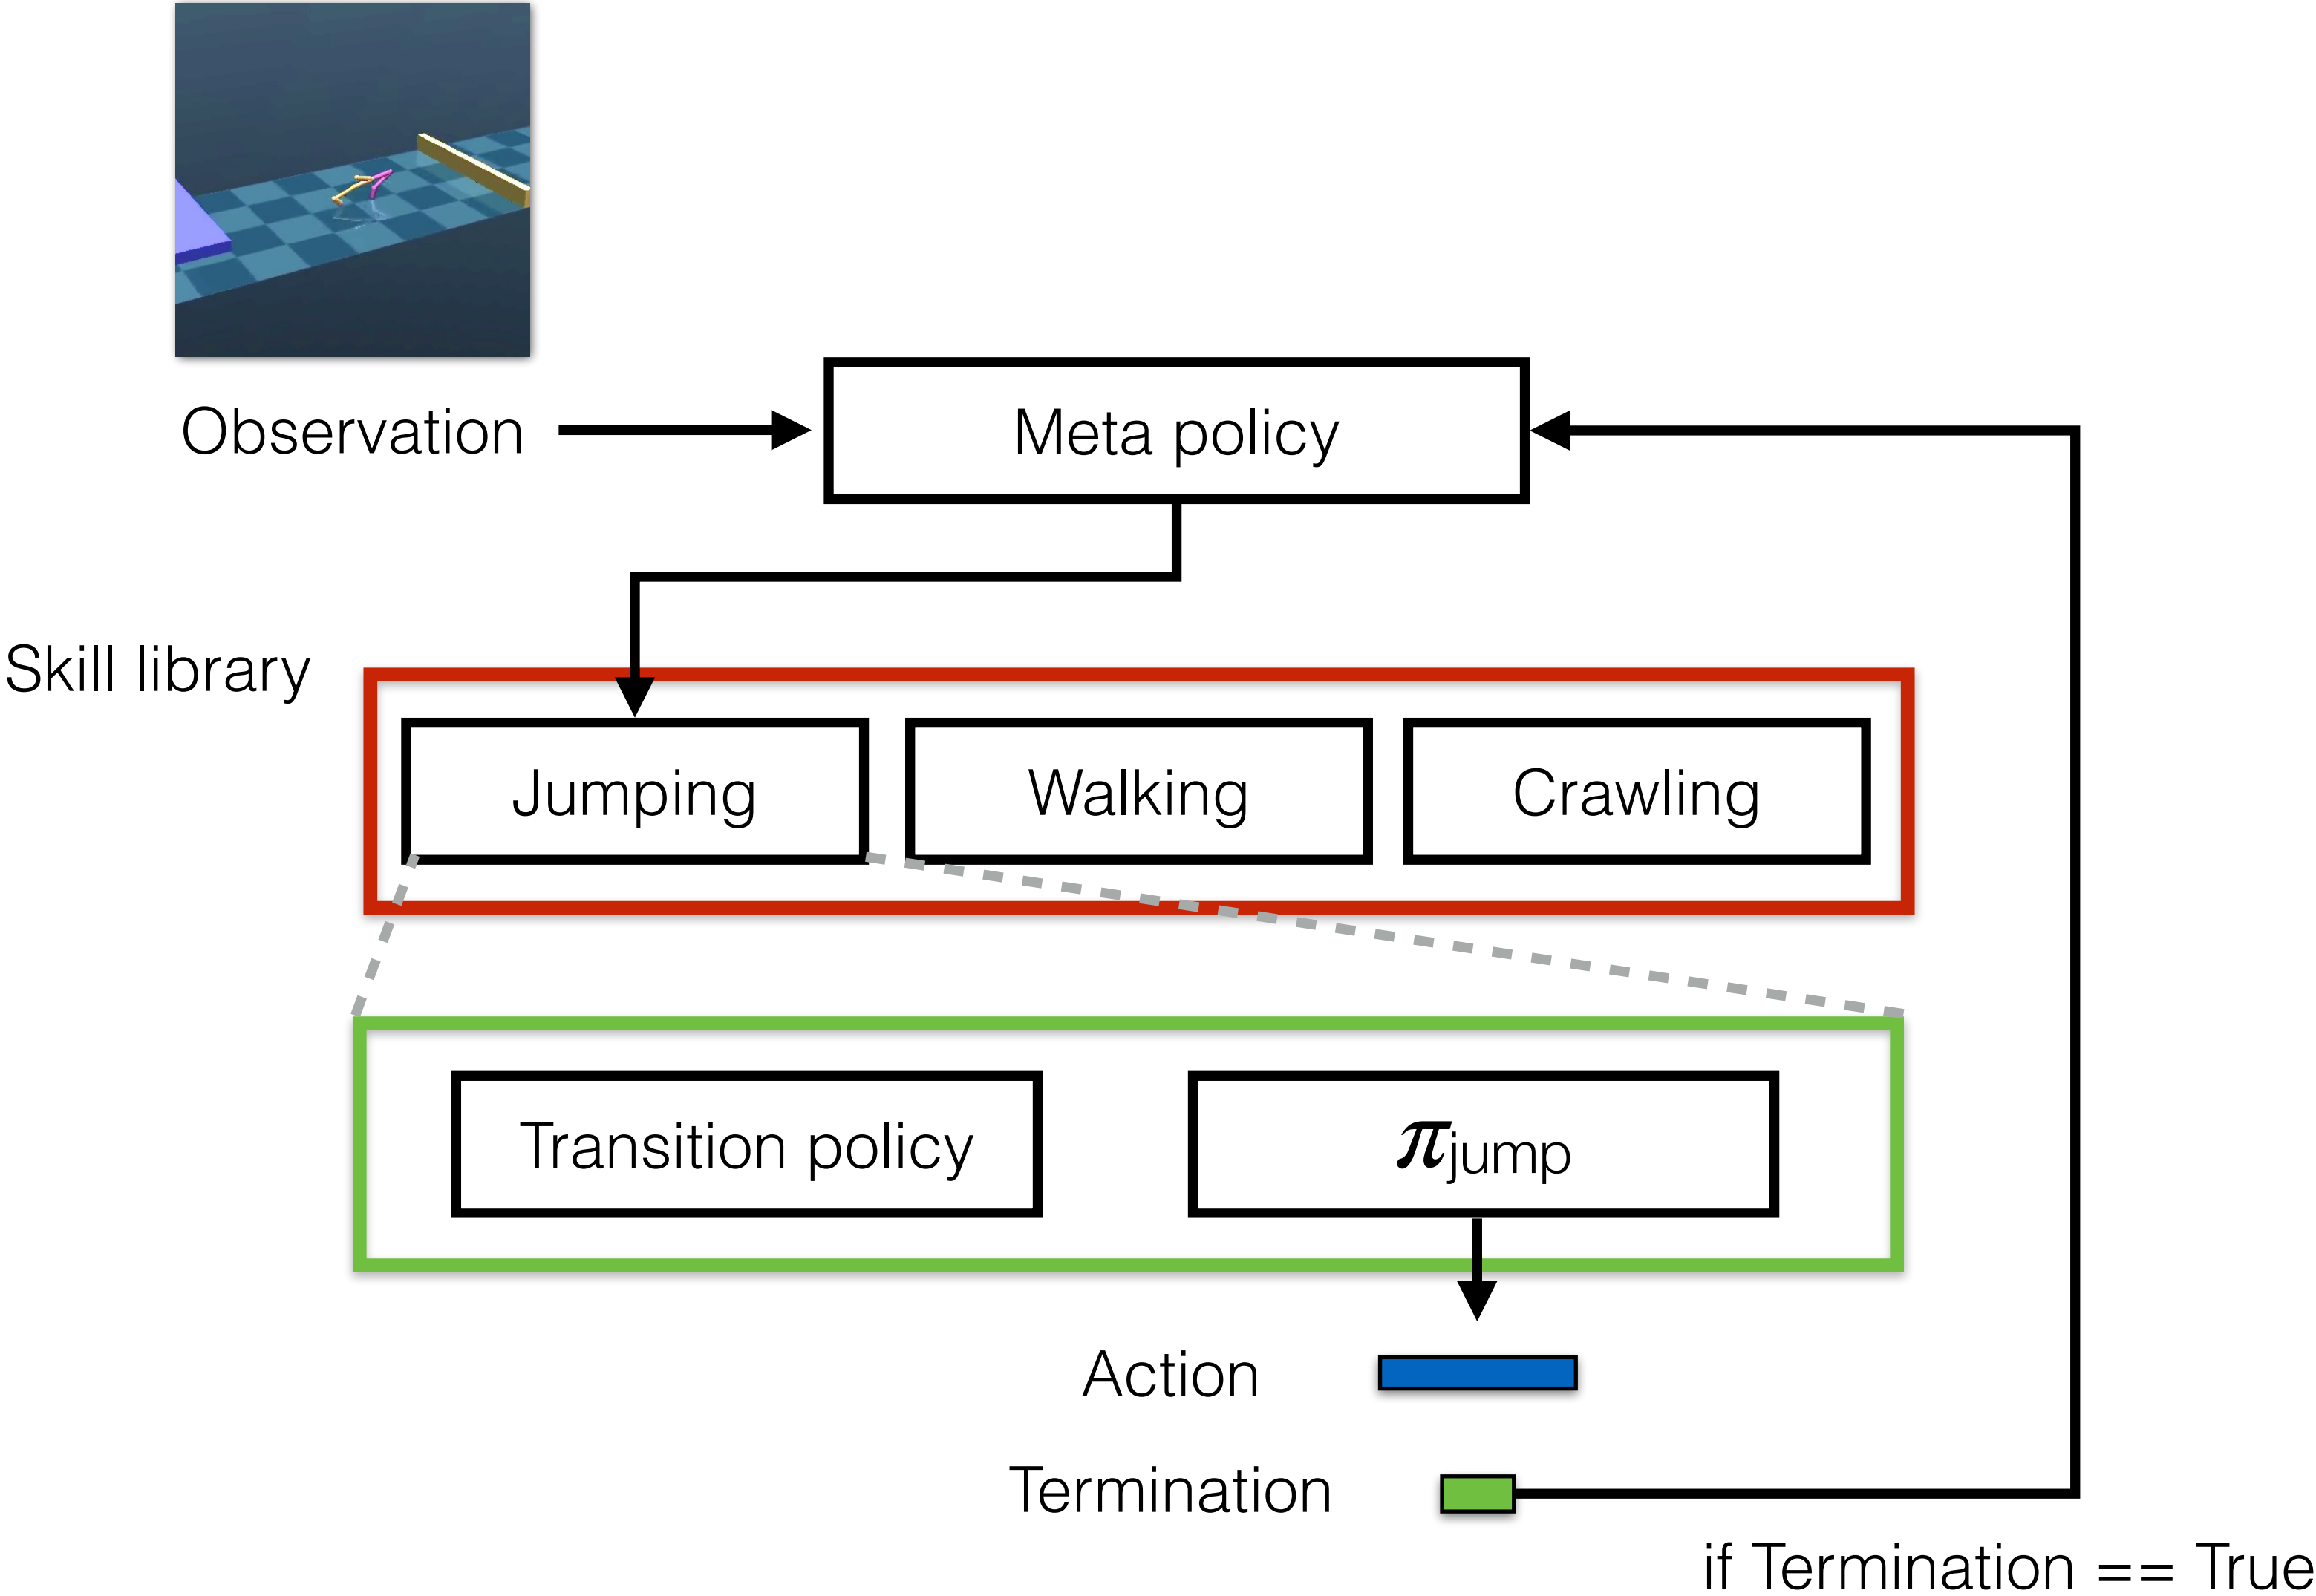 Observation
Meta policy
Skill library
Jumping
Walking
Crawling
Transition policy
πjump
Action
Termination
if Termination == True